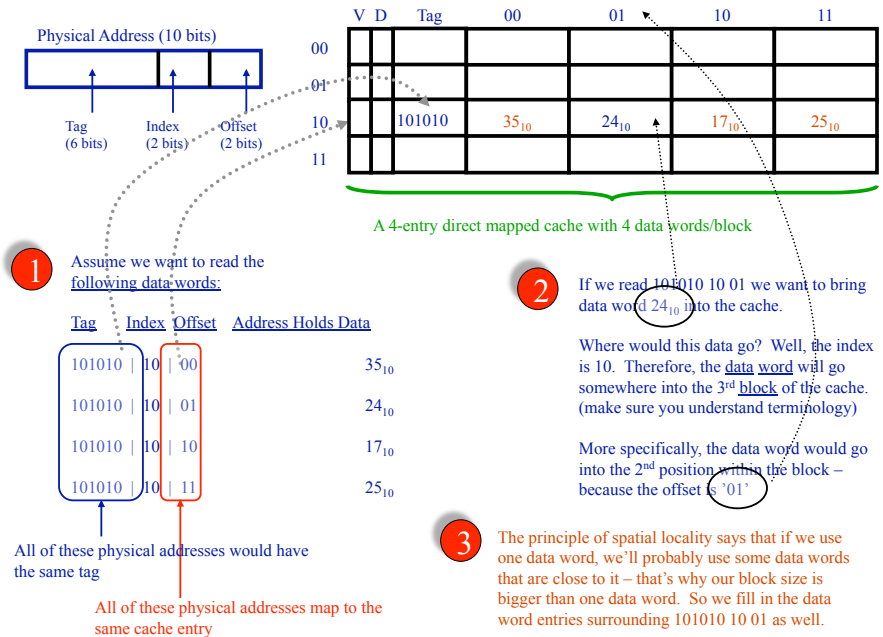 Physical Address (10 bits)
Tag
(6 bits)
Index
(2 bits)
Offset
(2 bits)
V D Tag 00 01 10 11
00
01
10 101010 35₁₀ 24₁₀ 17₁₀ 25₁₀
11
A 4-entry direct mapped cache with 4 data words/block
1
Assume we want to read the
following data words:
Tag Index Offset Address Holds Data
101010 | 10 | 00 35₁₀
101010 | 10 | 01 24₁₀
101010 | 10 | 10 17₁₀
101010 | 10 | 11 25₁₀
All of these physical addresses would have
the same tag
All of these physical addresses map to the
same cache entry
2
If we read 101010 10 01 we want to bring
data word 24₁₀ into the cache.
Where would this data go? Well, the index
is 10. Therefore, the data word will go
somewhere into the 3rd block of the cache.
(make sure you understand terminology)
More specifically, the data word would go
into the 2nd position within the block –
because the offset is ’01’
3
The principle of spatial locality says that if we use
one data word, we’ll probably use some data words
that are close to it – that’s why our block size is
bigger than one data word. So we fill in the data
word entries surrounding 101010 10 01 as well.